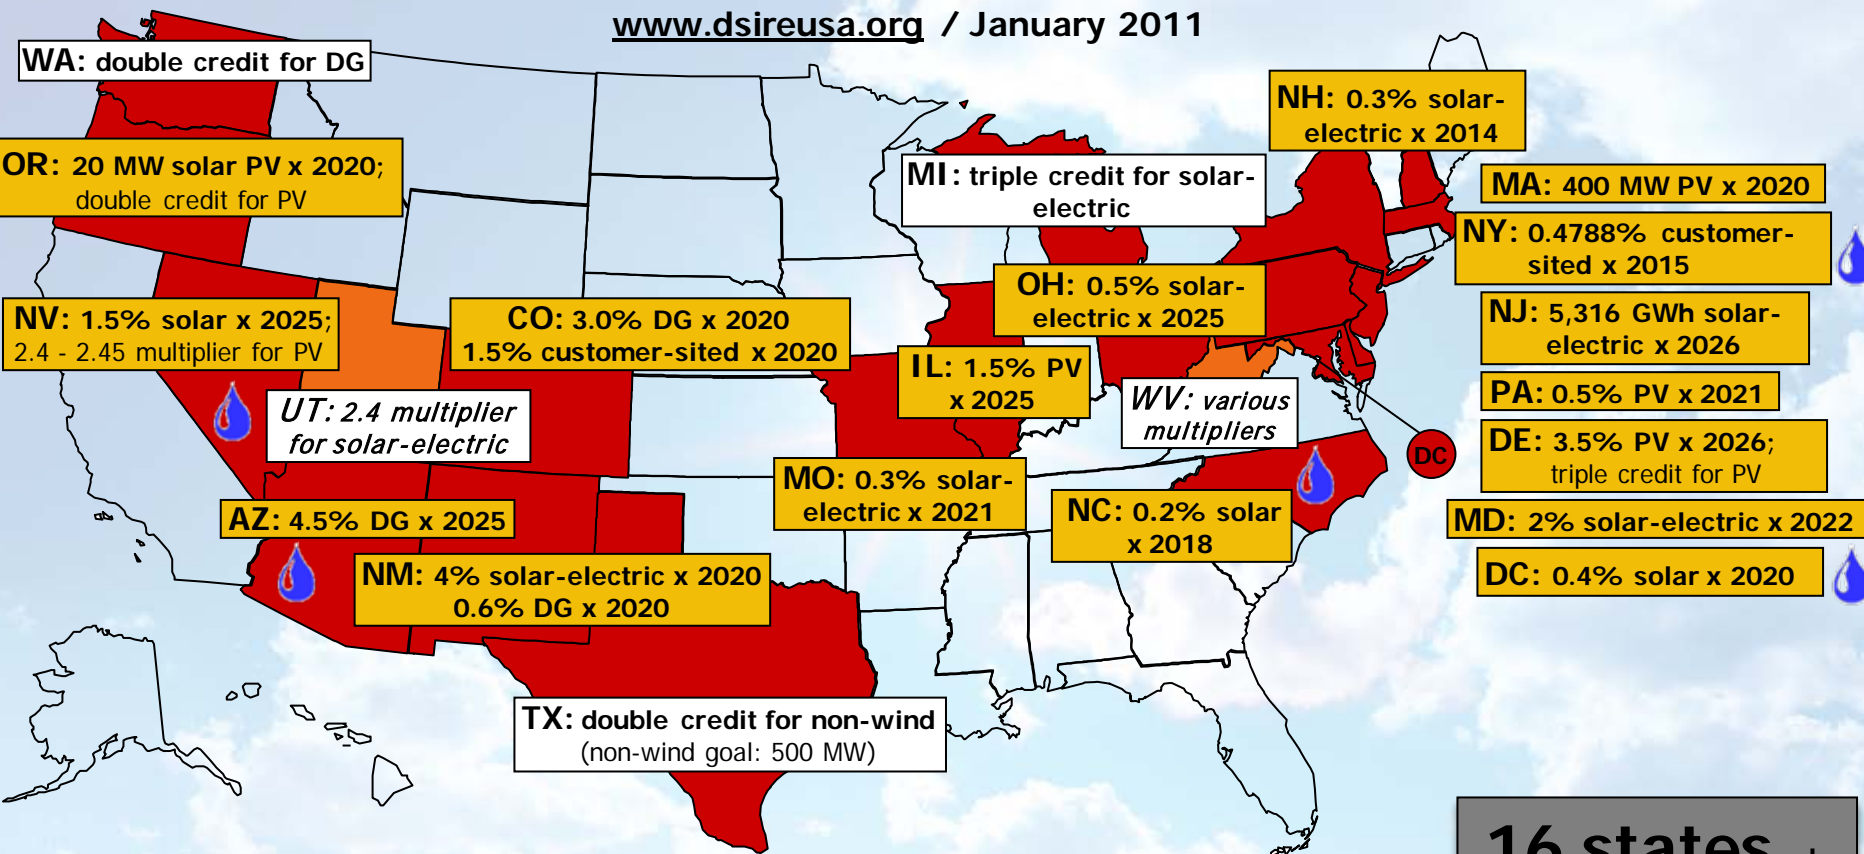 www.dsireusa.org / January 2011
WA: double credit for DG
NH: 0.3% solar-
electric x 2014
OR: 20 MW solar PV x 2020;
double credit for PV
MI: triple credit for solar-
electric
MA: 400 MW PV x 2020
NY: 0.4788% customer-
sited x 2015
OH: 0.5% solar-
electric x 2025
NV: 1.5% solar x 2025;
2.4 - 2.45 multiplier for PV
CO: 3.0% DG x 2020
1.5% customer-sited x 2020
NJ: 5,316 GWh solar-
electric x 2026
IL: 1.5% PV
x 2025
PA: 0.5% PV x 2021
UT: 2.4 multiplier
for solar-electric
WV: various
multipliers
DC
DE: 3.5% PV x 2026;
triple credit for PV
MO: 0.3% solar-
electric x 2021
AZ: 4.5% DG x 2025
NC: 0.2% solar
x 2018
MD: 2% solar-electric x 2022
NM: 4% solar-electric x 2020
0.6% DG x 2020
DC: 0.4% solar x 2020
TX: double credit for non-wind
(non-wind goal: 500 MW)
16 states +